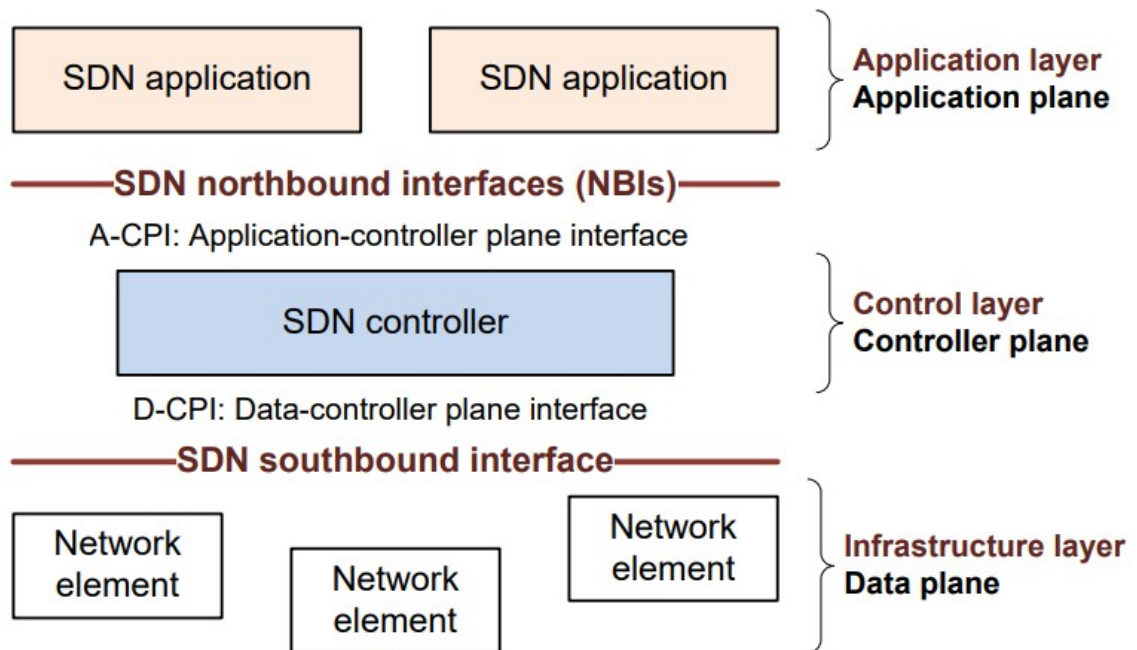 SDN application
SDN application
Application layer
Application plane
SDN northbound interfaces (NBIs)
A-CPI: Application-controller plane interface
SDN controller
Control layer
Controller plane
D-CPI: Data-controller plane interface
SDN southbound interface
Network
element
Network
element
Network
element
Infrastructure layer
Data plane